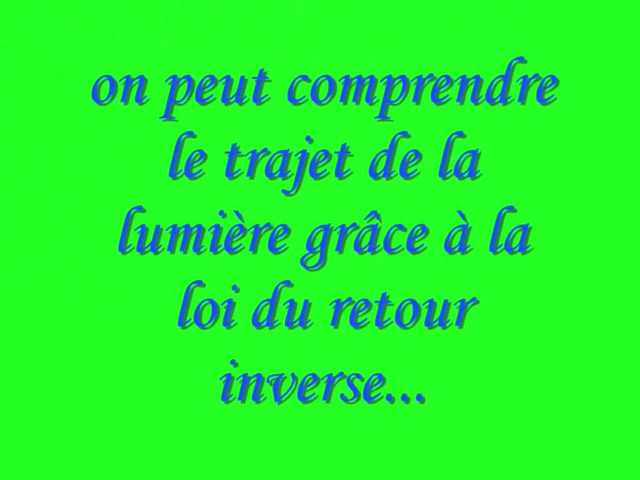 on peut comprendre
le trajet de la
lumière grâce à la
loi du retour
inverse...